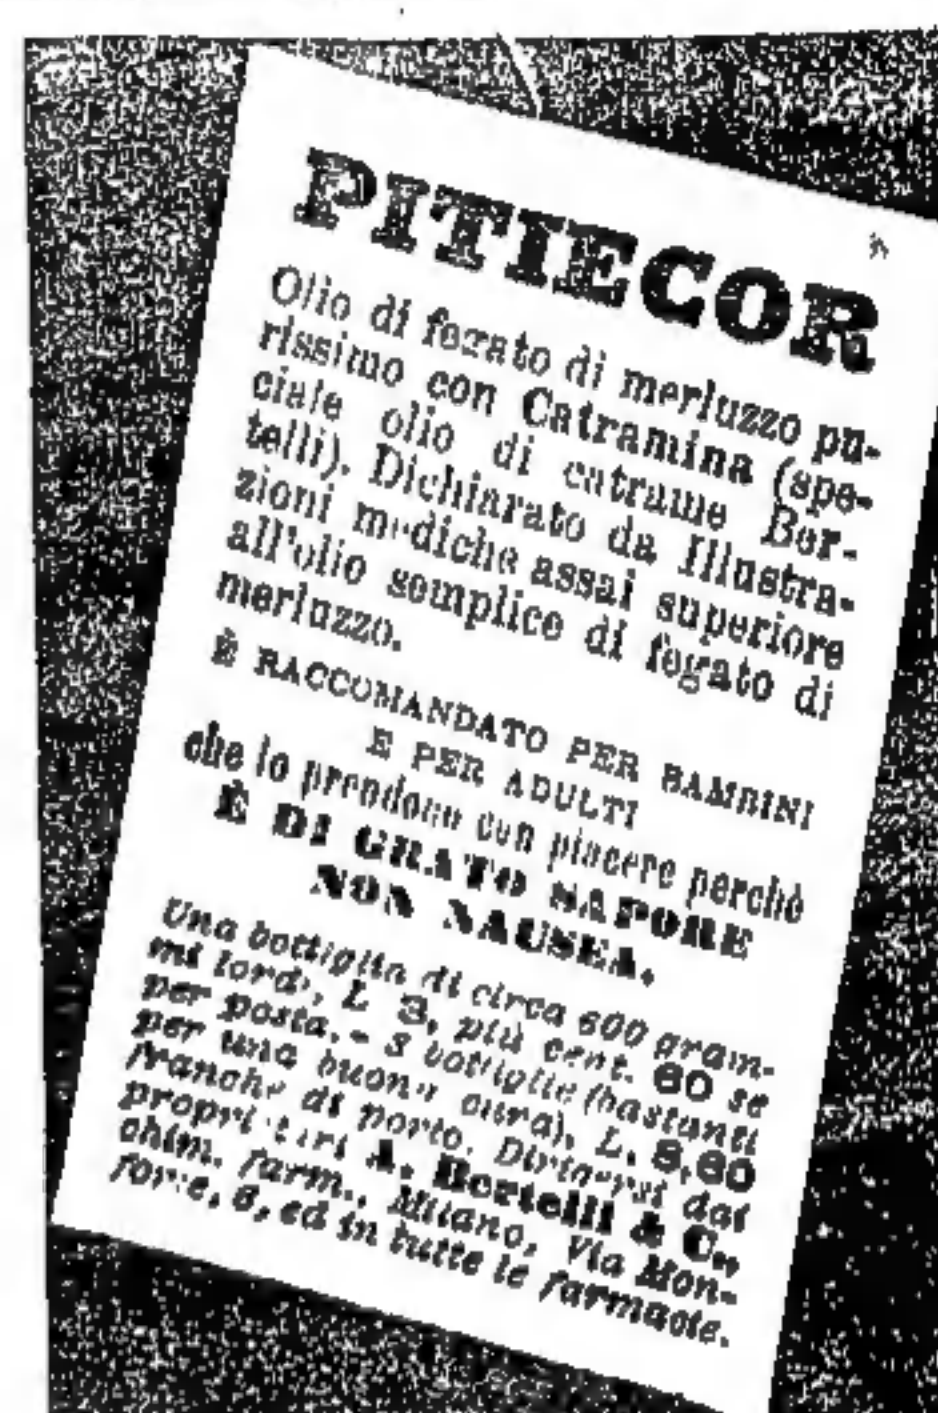 PITIECOR
Olio di fegato di merluzzo pu-
rissimo con Catramina (spe-
ciale olio di catrame Ber-
telli). Dichiarato da Illustra-
zioni mediche assai superiore
all'olio semplice di fegato di
merluzzo.
È RACCOMANDATO PER BAMBINI
E PER ADULTI
che lo prendono con piacere perchè
È DI GRATO SAPORE
NON NAUSEA.
Una bottiglia di circa 600 gram-
mi lordi, L 3, più cent. 60 se
per posta. - 3 bottiglie (bastanti
per una buona cura), L. 8,60
franche di porto. Dirigersi dai
proprietari A. Bertelli & C.,
chim. farm., Milano, Via Mon-
forte, 6, ed in tutte le farmacie.